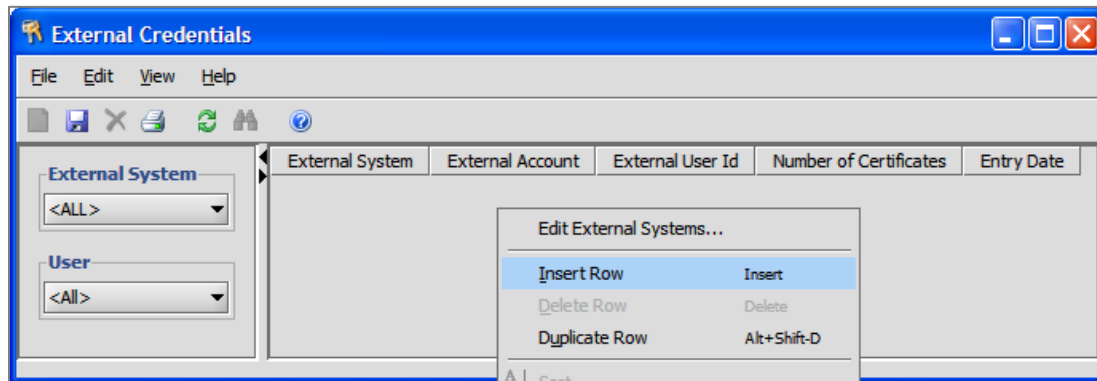 External Credentials
File Edit View Help
External System External Account External User Id Number of Certificates Entry Date
External System
<ALL>
User
<All>
Edit External Systems...
Insert Row Insert
Delete Row Delete
Duplicate Row Alt+Shift-D